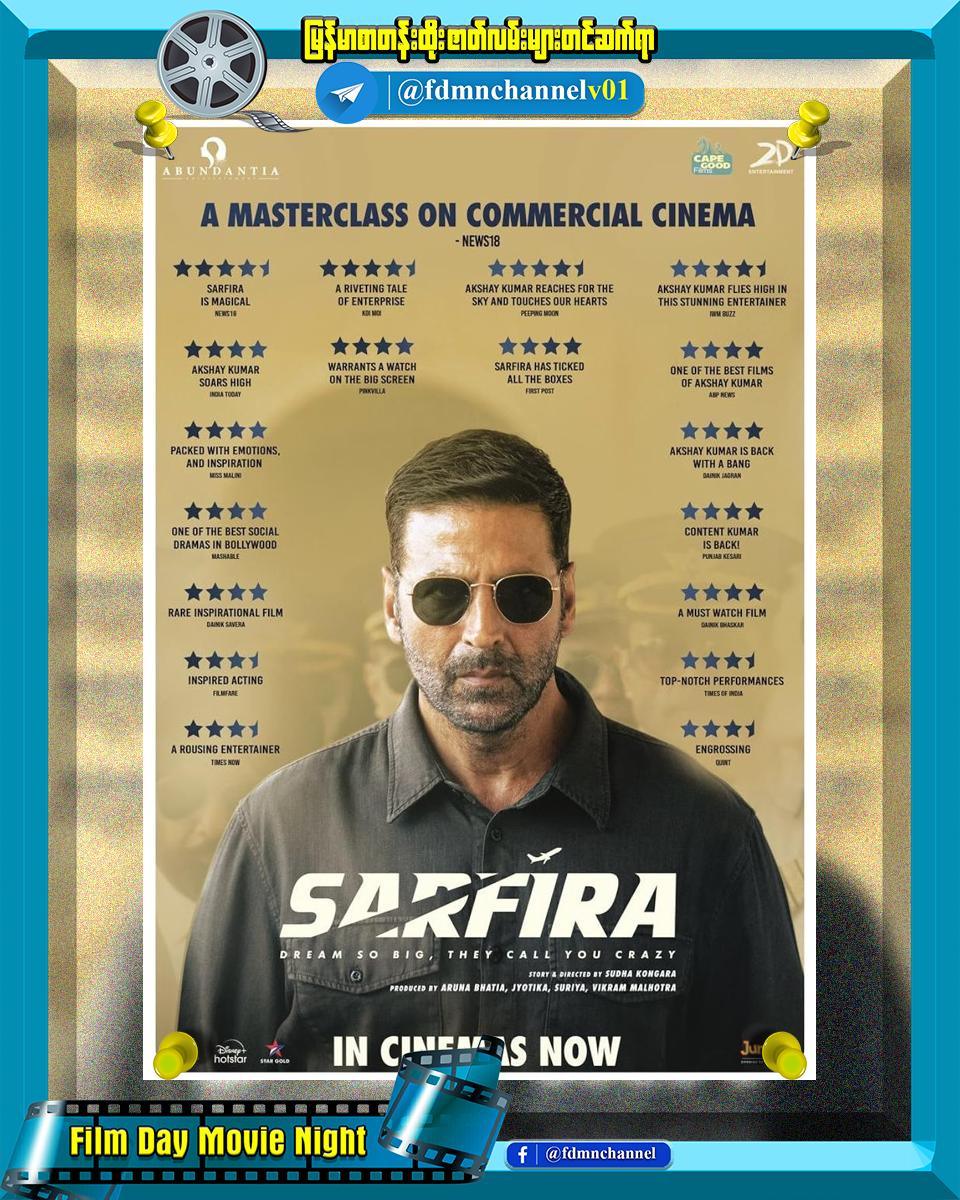 မြန်မာစာတန်းထိုးဇာတ်လမ်းများတင်ဆက်ရာ
@fdmnchannelv01
ABUNDANTIA
ENTERTAINMENT
CAPE OF GOOD Films
2D
ENTERTAINMENT
A MASTERCLASS ON COMMERCIAL CINEMA
- NEWS18
SARFIRA
IS MAGICAL
NEWS18
A RIVETING TALE
OF ENTERPRISE
KOI MOI
AKSHAY KUMAR REACHES FOR THE
SKY AND TOUCHES OUR HEARTS
PEEPING MOON
AKSHAY KUMAR FLIES HIGH IN
THIS STUNNING ENTERTAINER
IWM BUZZ
AKSHAY KUMAR
SOARS HIGH
INDIA TODAY
WARRANTS A WATCH
ON THE BIG SCREEN
PINKVILLA
SARFIRA HAS TICKED
ALL THE BOXES
FIRST POST
ONE OF THE BEST FILMS
OF AKSHAY KUMAR
ABP NEWS
PACKED WITH EMOTIONS,
AND INSPIRATION
MISS MALINI
AKSHAY KUMAR IS BACK
WITH A BANG
DAINIK JAGRAN
ONE OF THE BEST SOCIAL
DRAMAS IN BOLLYWOOD
MASHABLE
CONTENT KUMAR
IS BACK!
PUNJAB KESARI
RARE INSPIRATIONAL FILM
DAINIK SAVERA
A MUST WATCH FILM
DAINIK BHASKAR
INSPIRED ACTING
FILMFARE
TOP-NOTCH PERFORMANCES
TIMES OF INDIA
A ROUSING ENTERTAINER
TIMES NOW
ENGROSSING
QUINT
SARFIRA
DREAM SO BIG, THEY CALL YOU CRAZY
STORY & DIRECTED BY SUDHA KONGARA
PRODUCED BY ARUNA BHATIA, JYOTIKA, SURIYA, VIKRAM MALHOTRA
Disney+
hotstar
STAR GOLD
IN CINEMAS NOW
Film Day Movie Night
@fdmnchannel